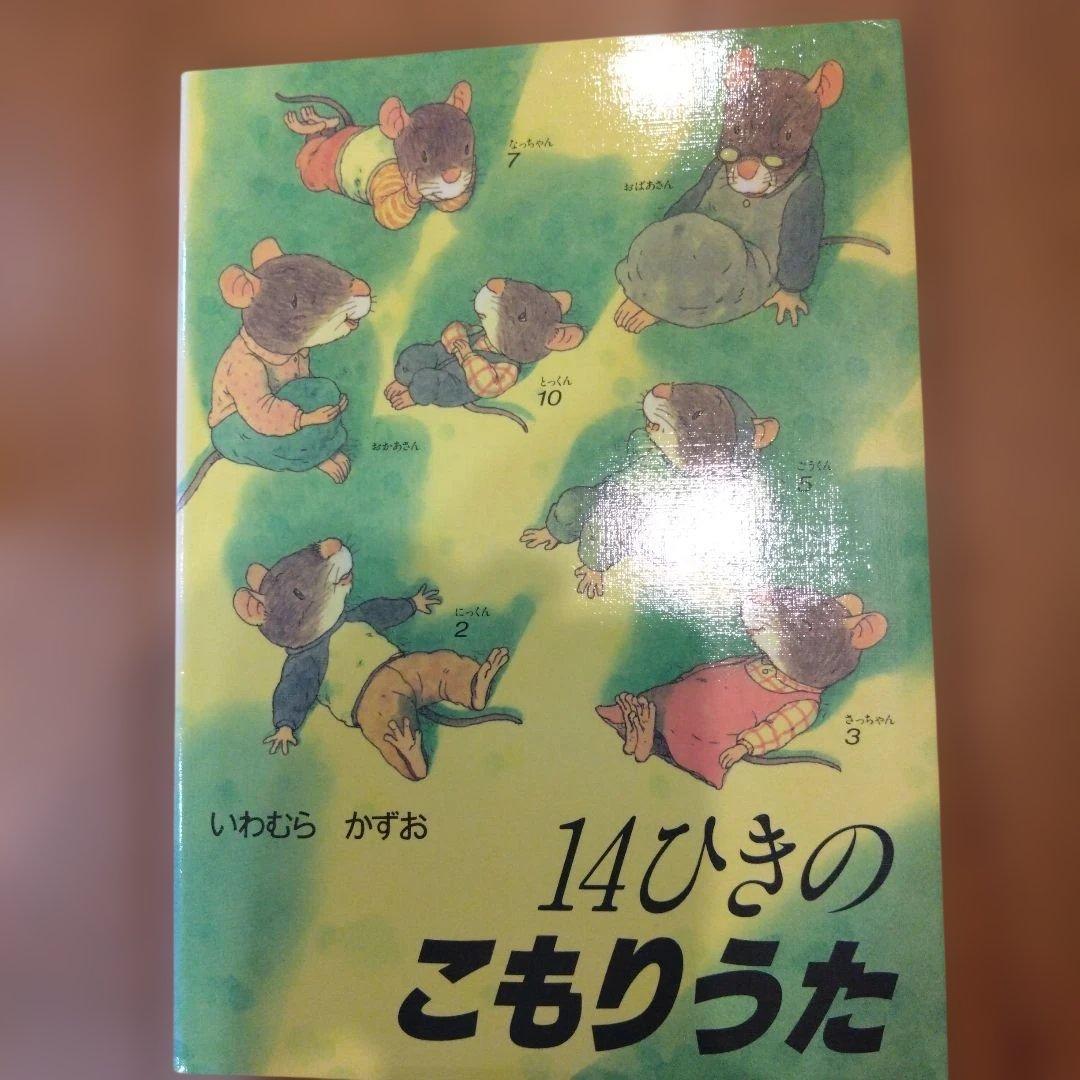 なっちゃん
7
おばあさん
とっくん
10
おかあさん
ごうくん
5
にっくん
2
さっちゃん
3
いわむら かずお
14ひきの
こもりうた